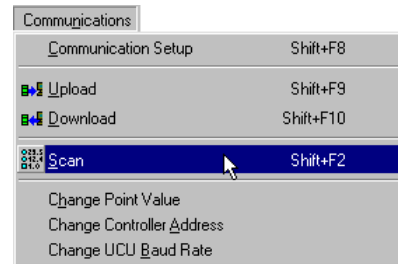 Communications
Communication Setup Shift+F8
Upload Shift+F9
Download Shift+F10
Scan Shift+F2
Change Point Value
Change Controller Address
Change UCU Baud Rate